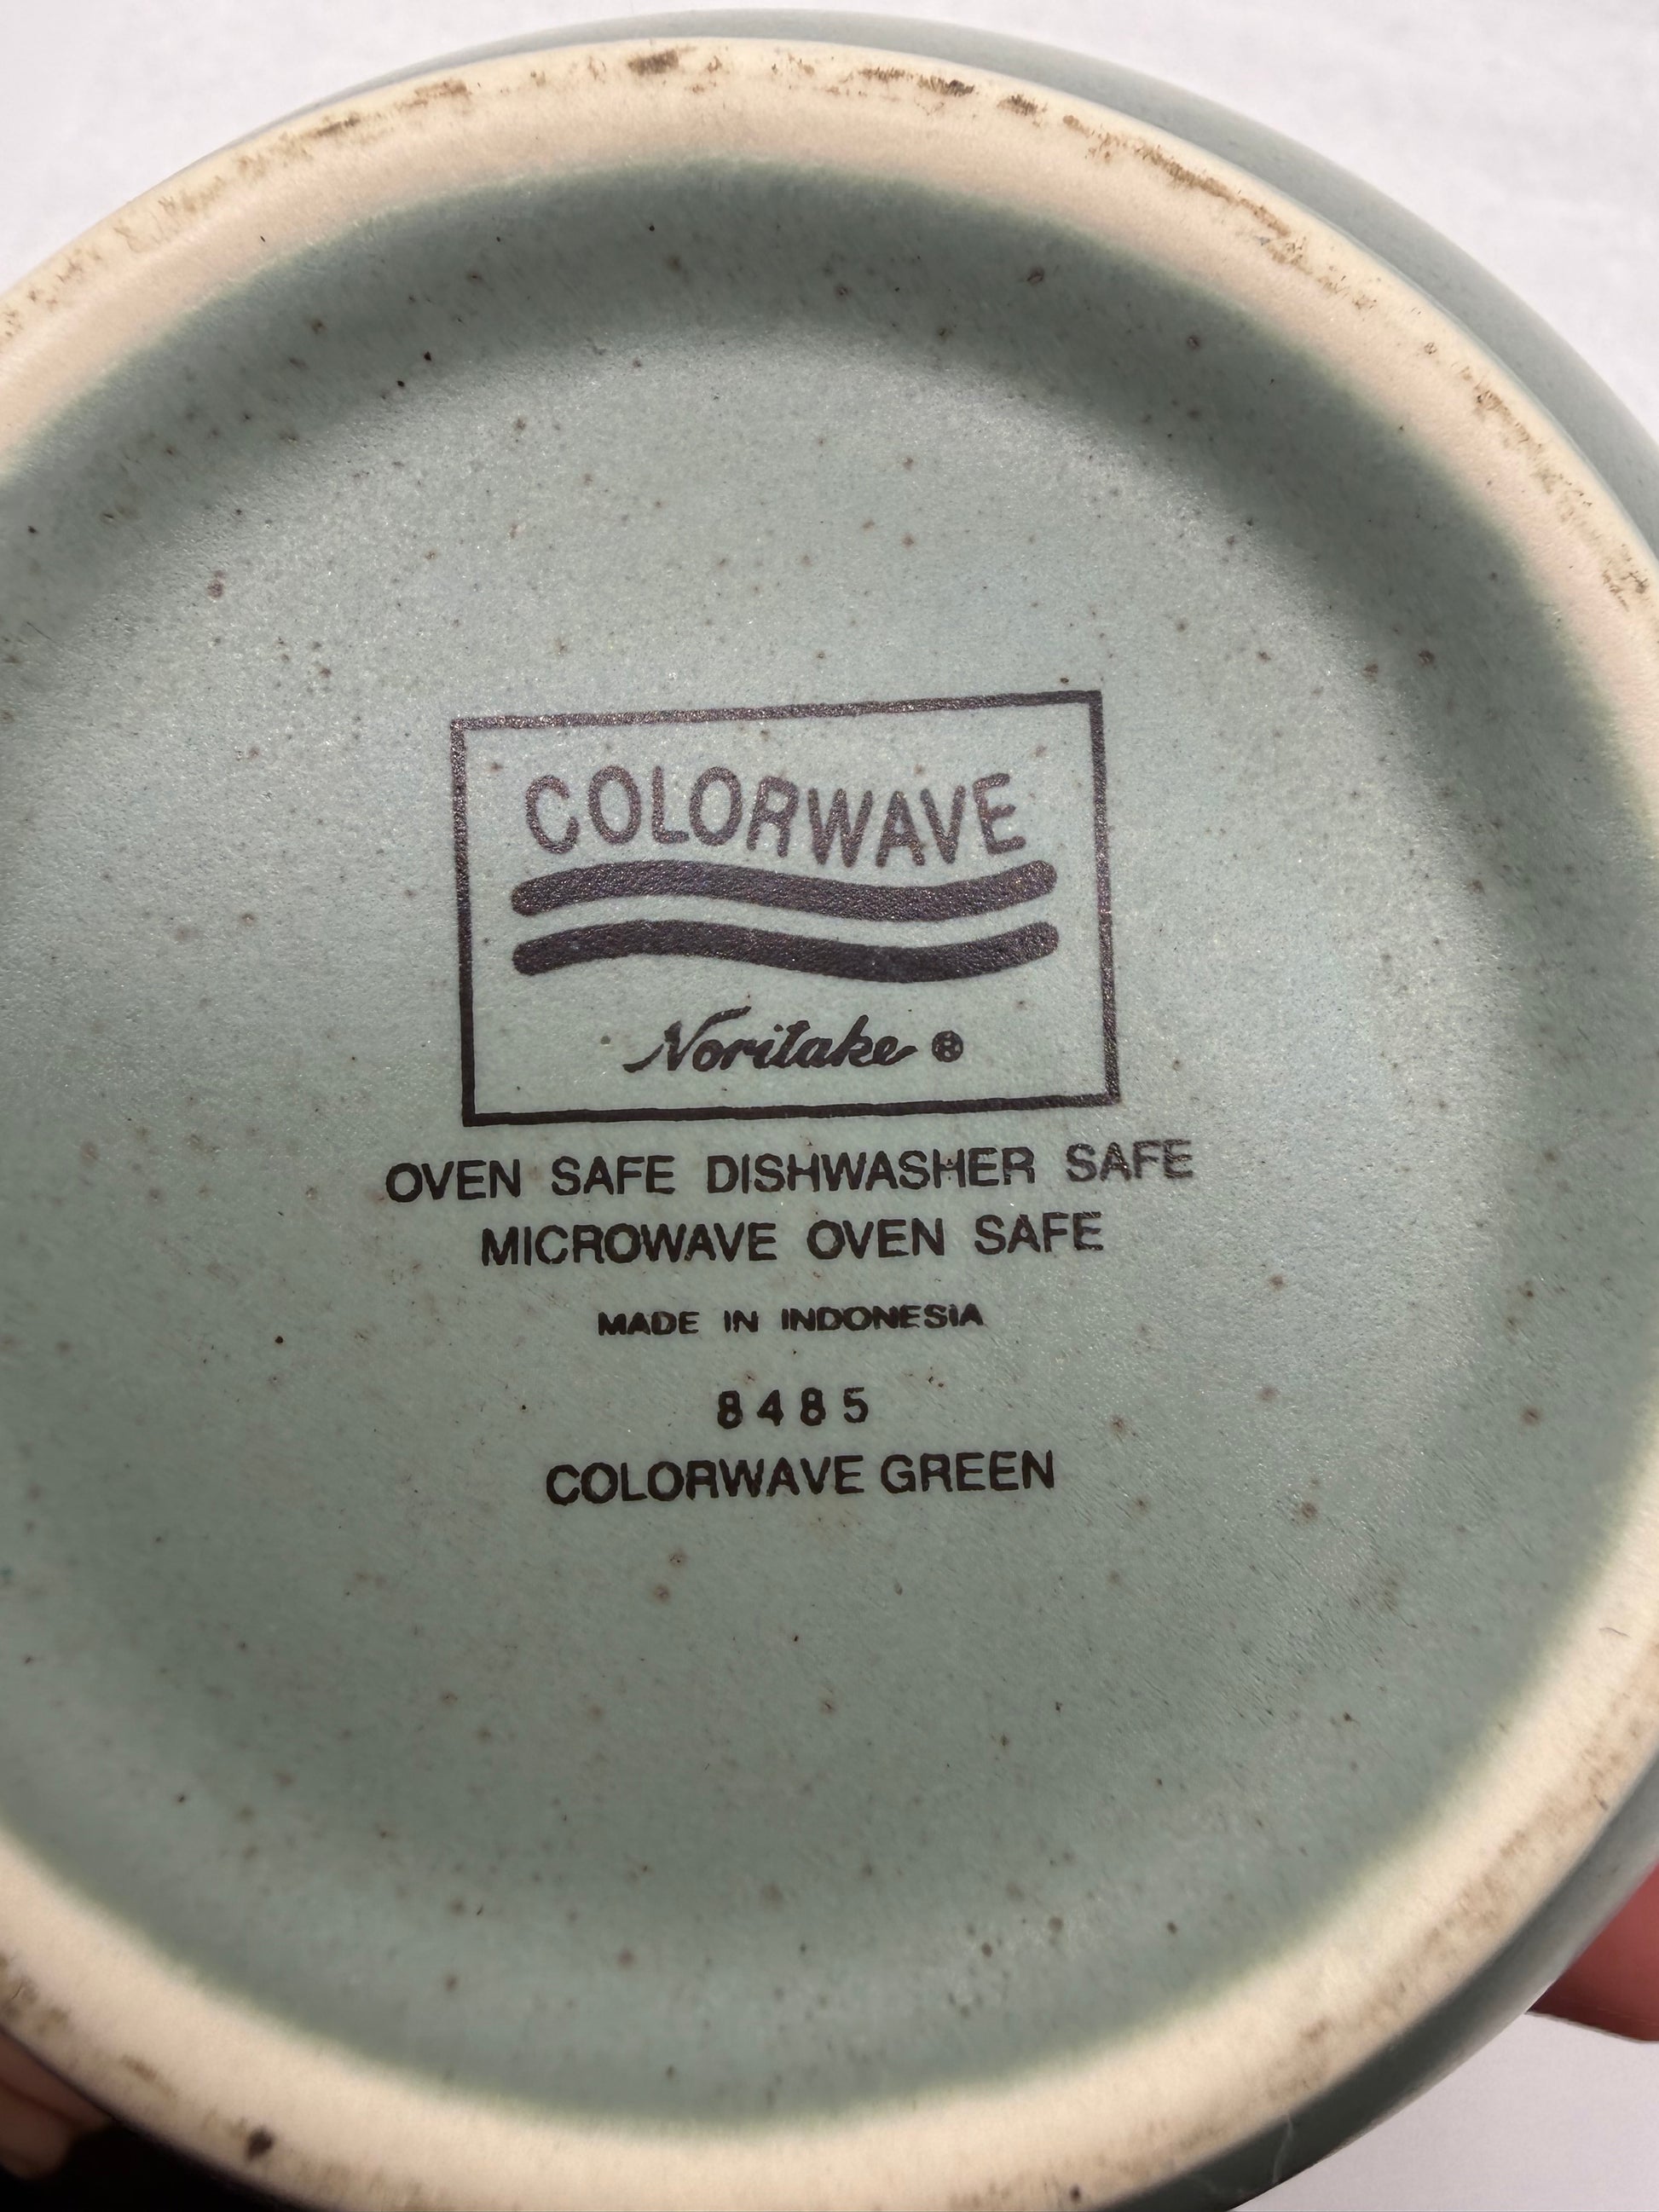 COLORWAVE
Noritake ®
OVEN SAFE DISHWASHER SAFE
MICROWAVE OVEN SAFE
MADE IN INDONESIA
8485
COLORWAVE GREEN